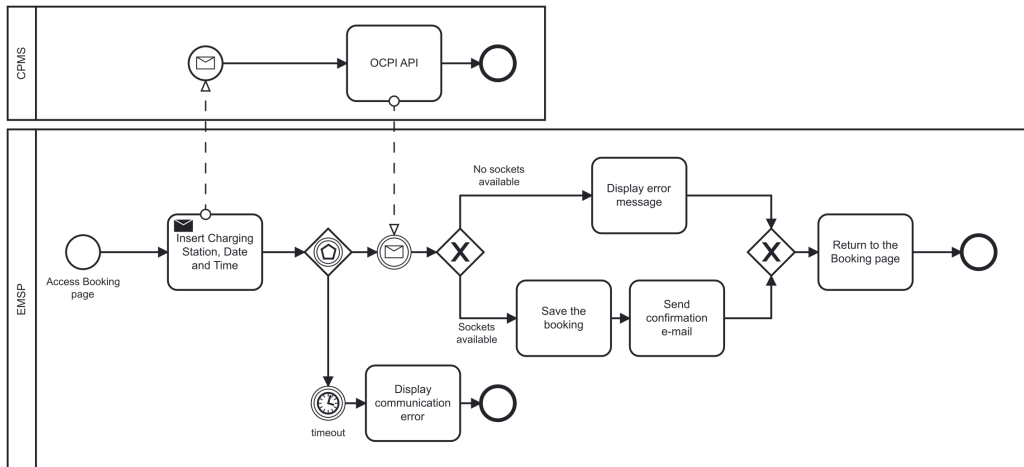 CPMS
OCPI API
EMSP
Access Booking
page
Insert Charging
Station, Date
and Time
No sockets
available
Display error
message
Sockets
available
Save the
booking
Send
confirmation
e-mail
Return to the
Booking page
timeout
Display
communication
error